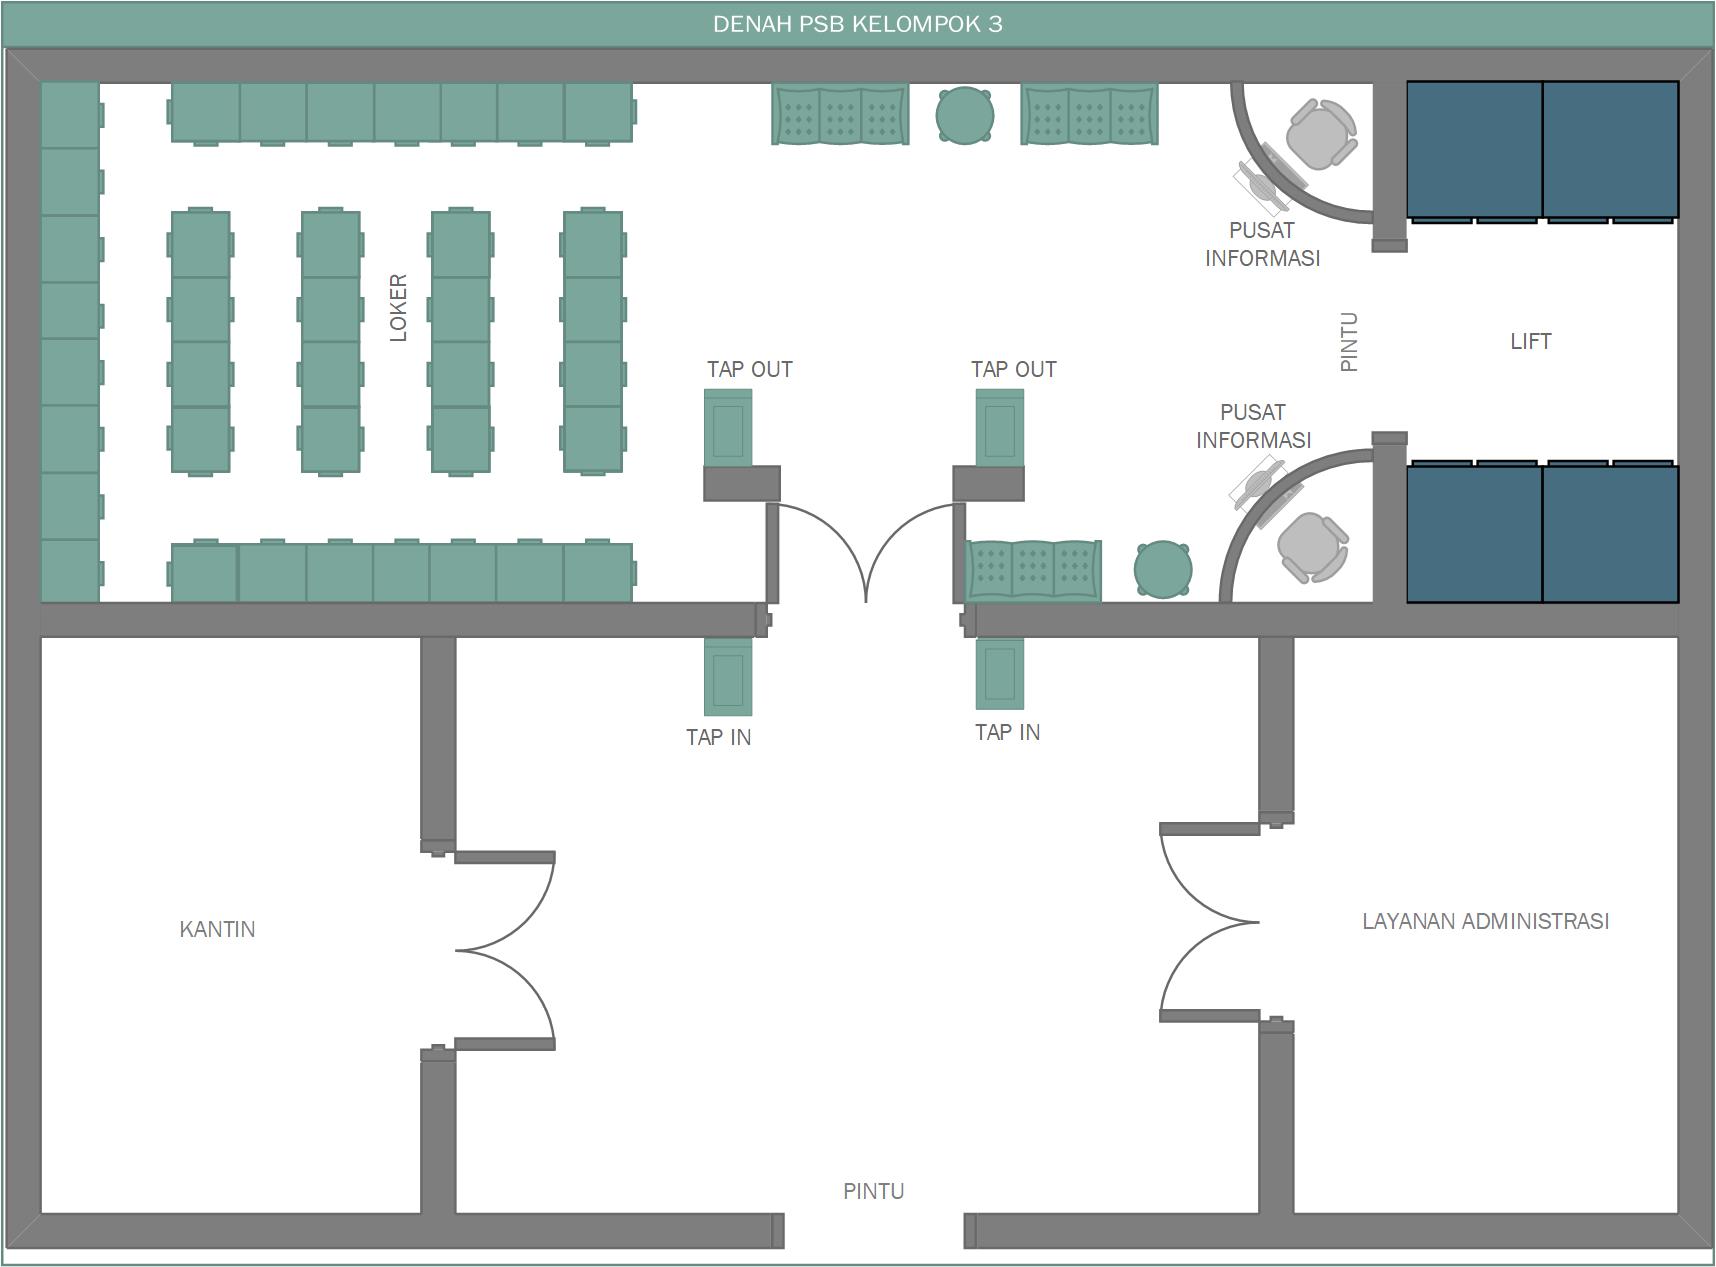 DENAH PSB KELOMPOK 3
PUSAT
INFORMASI
LOKER
PINTU
LIFT
TAP OUT
TAP OUT
PUSAT
INFORMASI
TAP IN
TAP IN
KANTIN
LAYANAN ADMINISTRASI
PINTU